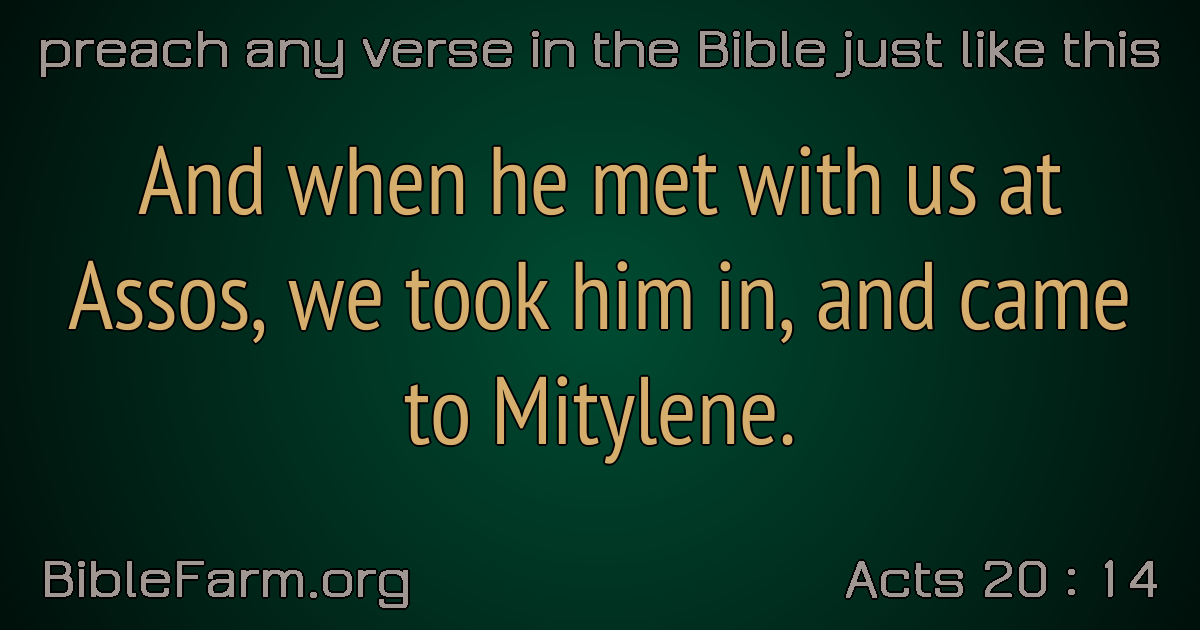 preach any verse in the Bible just like this
And when he met with us at
Assos, we took him in, and came
to Mitylene.
BibleFarm.org
Acts 20 : 14